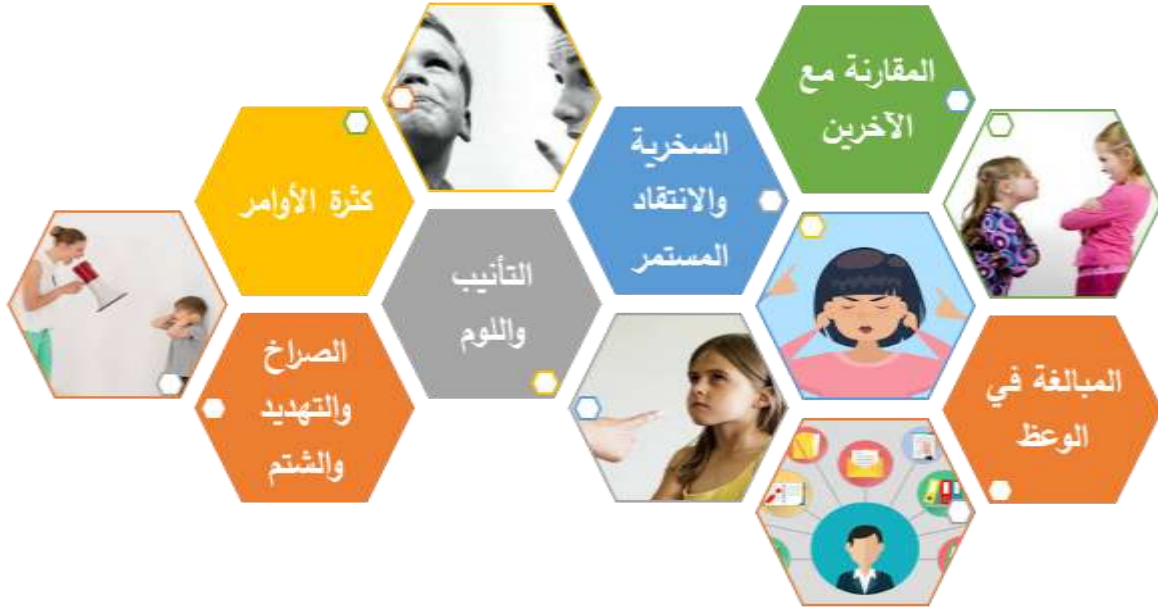 المقارنة مع
الآخرين
السخرية
والانتقاد
المستمر
كثرة الأوامر
التأنيب
واللوم
المبالغة في
الوعظ
الصراخ
والتهديد
والشتم